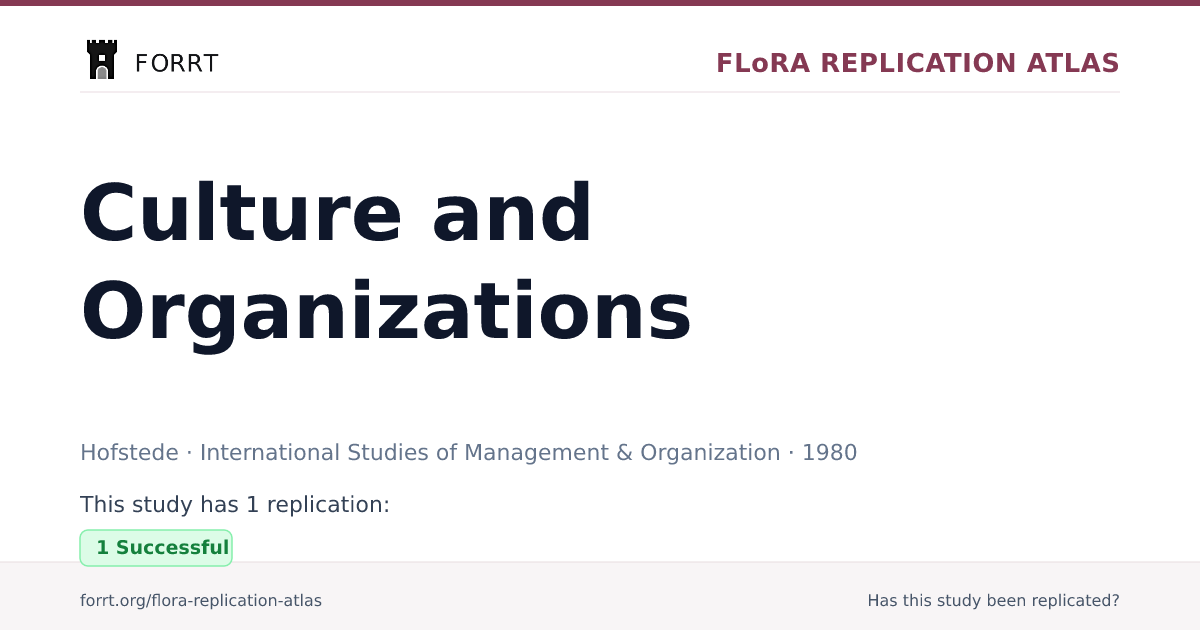 FORRT
FLoRA REPLICATION ATLAS
Culture and
Organizations
Hofstede · International Studies of Management & Organization · 1980
This study has 1 replication:
1 Successful
forrt.org/flora-replication-atlas
Has this study been replicated?